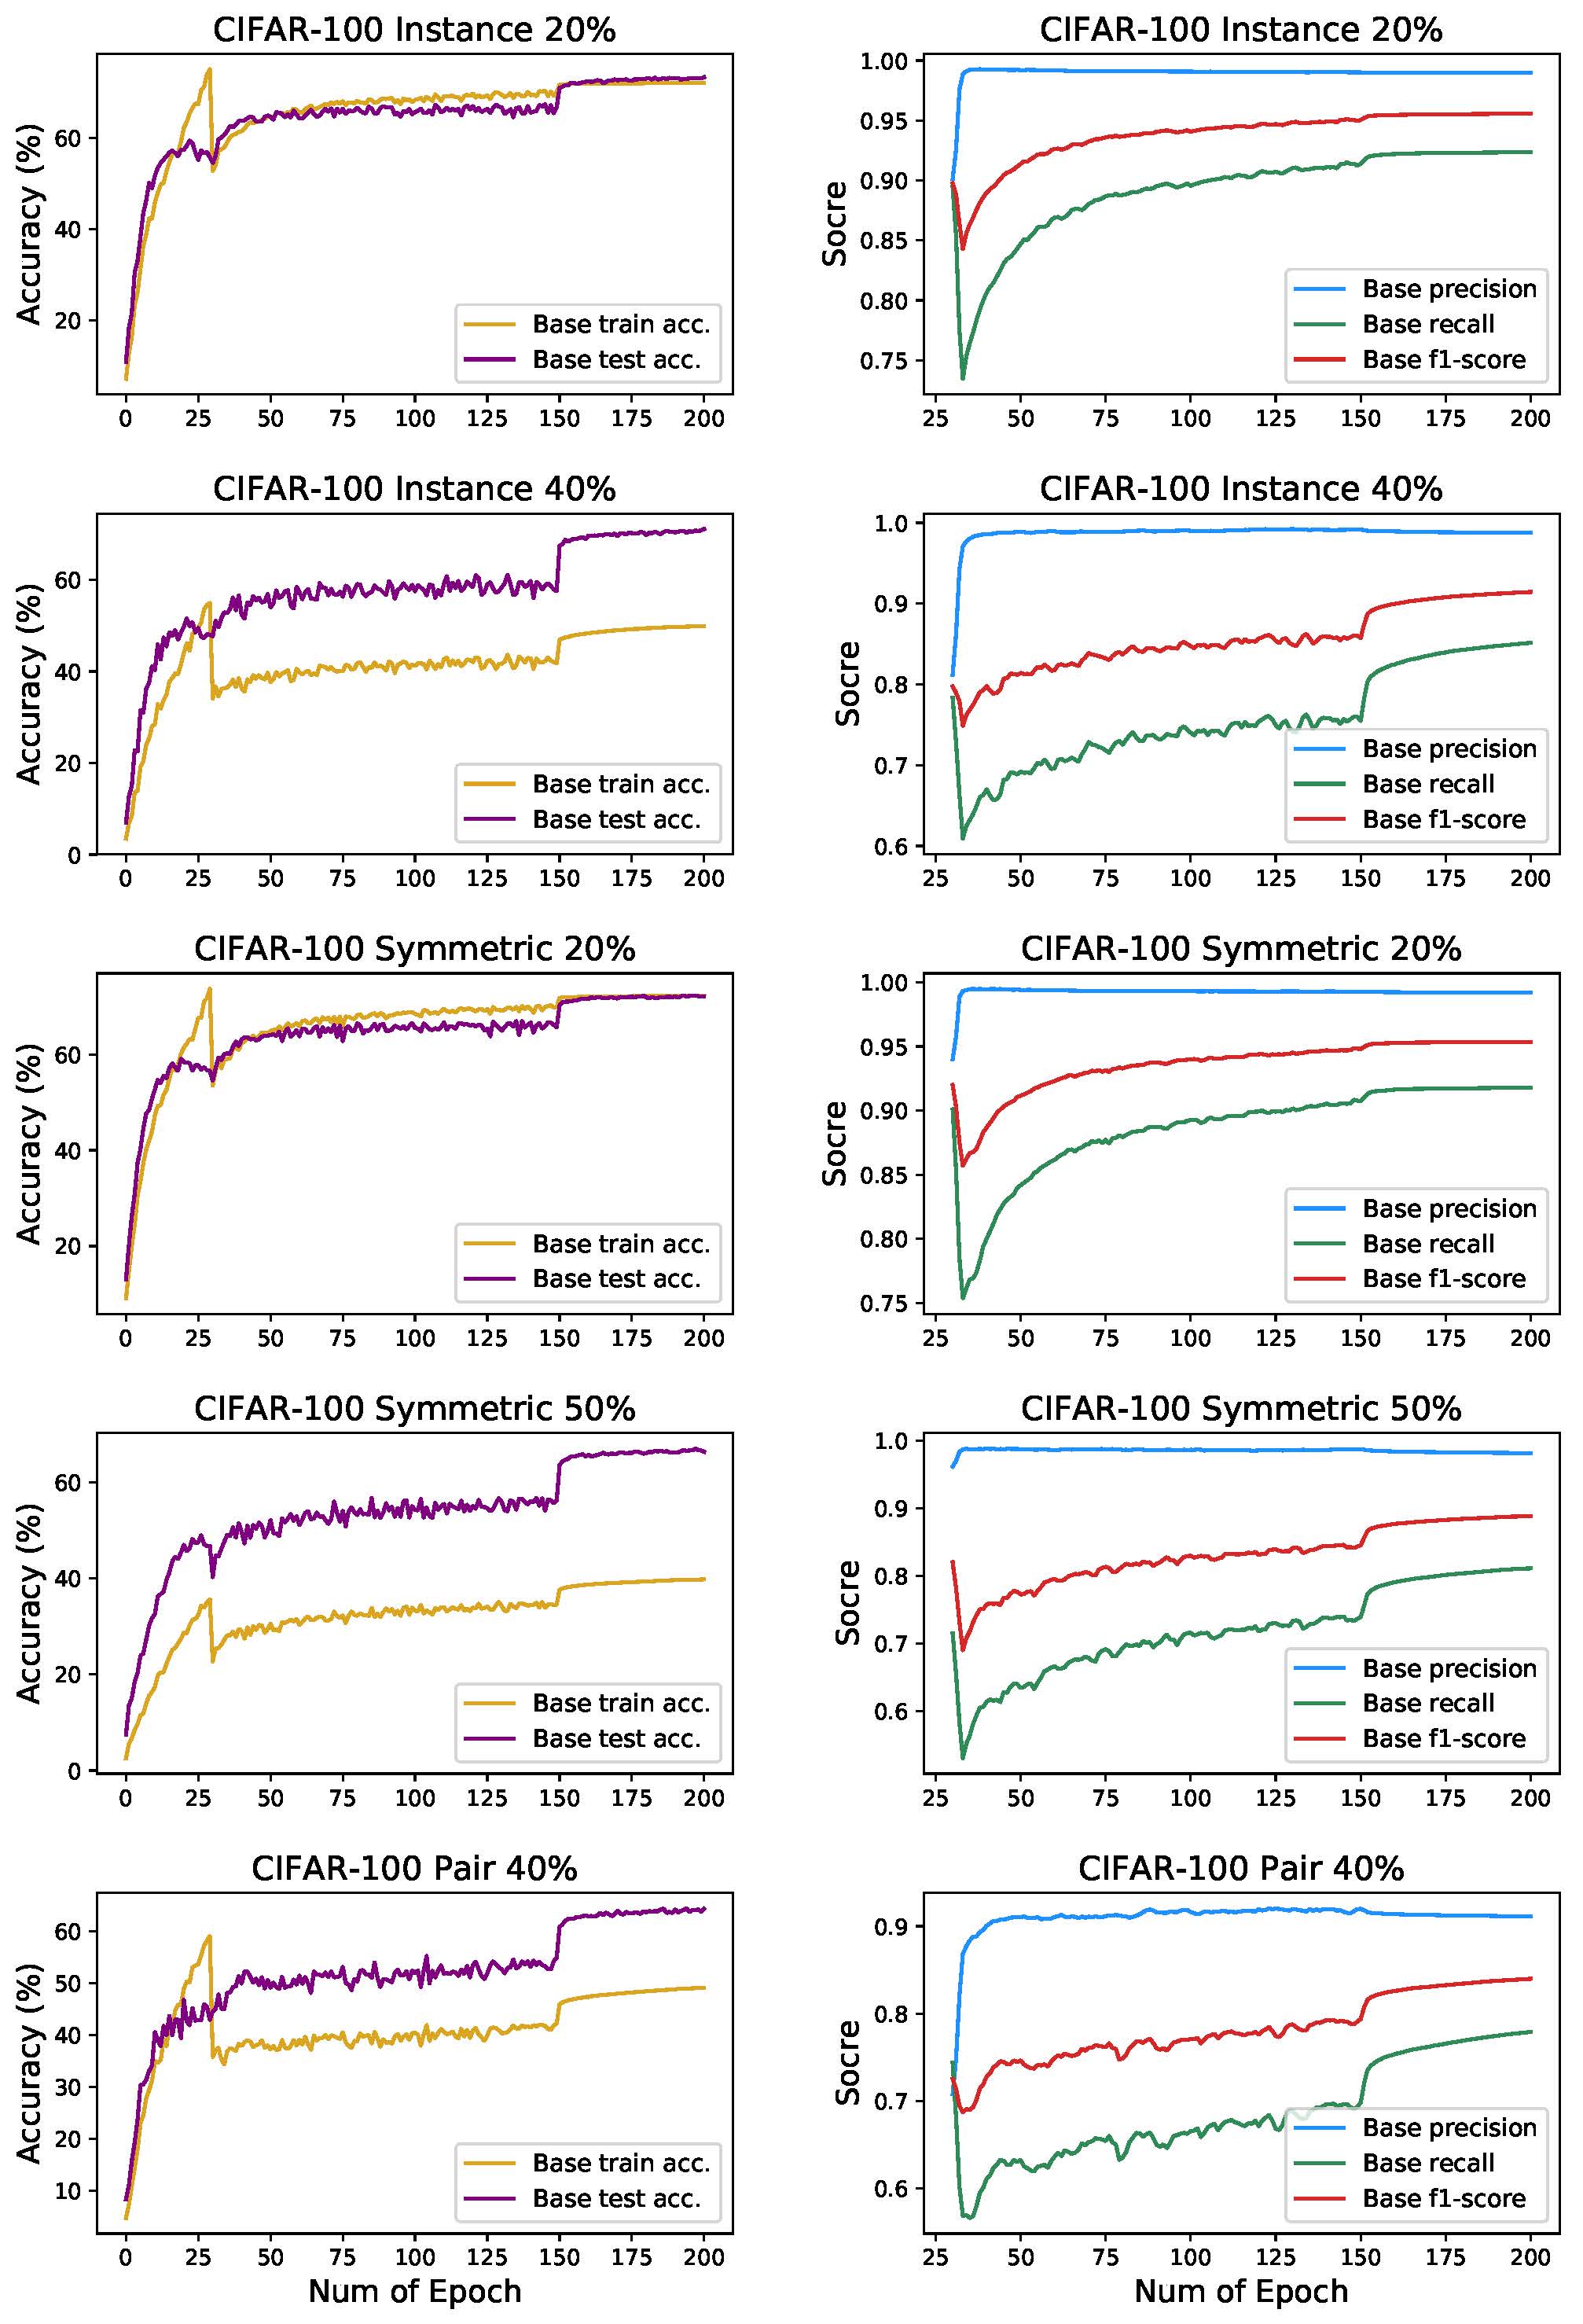 CIFAR-100 Instance 20%
Accuracy (%)
60
40
20
Base train acc.
Base test acc.
0 25 50 75 100 125 150 175 200
CIFAR-100 Instance 20%
Socre
1.00
0.95
0.90
0.85
0.80
0.75
Base precision
Base recall
Base f1-score
25 50 75 100 125 150 175 200
CIFAR-100 Instance 40%
Accuracy (%)
60
40
20
0
Base train acc.
Base test acc.
0 25 50 75 100 125 150 175 200
CIFAR-100 Instance 40%
Socre
1.0
0.9
0.8
0.7
0.6
Base precision
Base recall
Base f1-score
25 50 75 100 125 150 175 200
CIFAR-100 Symmetric 20%
Accuracy (%)
60
40
20
Base train acc.
Base test acc.
0 25 50 75 100 125 150 175 200
CIFAR-100 Symmetric 20%
Socre
1.00
0.95
0.90
0.85
0.80
0.75
Base precision
Base recall
Base f1-score
25 50 75 100 125 150 175 200
CIFAR-100 Symmetric 50%
Accuracy (%)
60
40
20
0
Base train acc.
Base test acc.
0 25 50 75 100 125 150 175 200
CIFAR-100 Symmetric 50%
Socre
1.0
0.9
0.8
0.7
0.6
Base precision
Base recall
Base f1-score
25 50 75 100 125 150 175 200
CIFAR-100 Pair 40%
Accuracy (%)
60
50
40
30
20
10
Base train acc.
Base test acc.
0 25 50 75 100 125 150 175 200
Num of Epoch
CIFAR-100 Pair 40%
Socre
0.9
0.8
0.7
0.6
Base precision
Base recall
Base f1-score
25 50 75 100 125 150 175 200
Num of Epoch